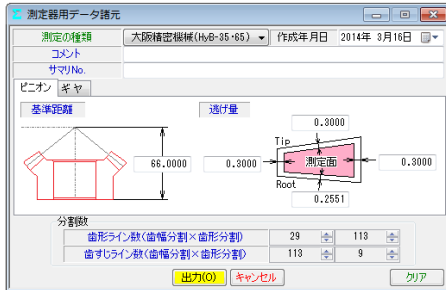 測定器用データ諸元
測定の種類 大阪精密機械(HyB-35・65) 作成年月日 2014年 3月16日
コメント
サマリNo.
ピニオン ギヤ
基準距離 逃げ量
0.3000
Tip
66.0000 0.3000 測定面 0.3000
Root
0.2551
分割数
歯形ライン数(歯幅分割×歯形分割) 29 113
歯すじライン数(歯幅分割×歯形分割) 113 9
出力(O) キャンセル クリア